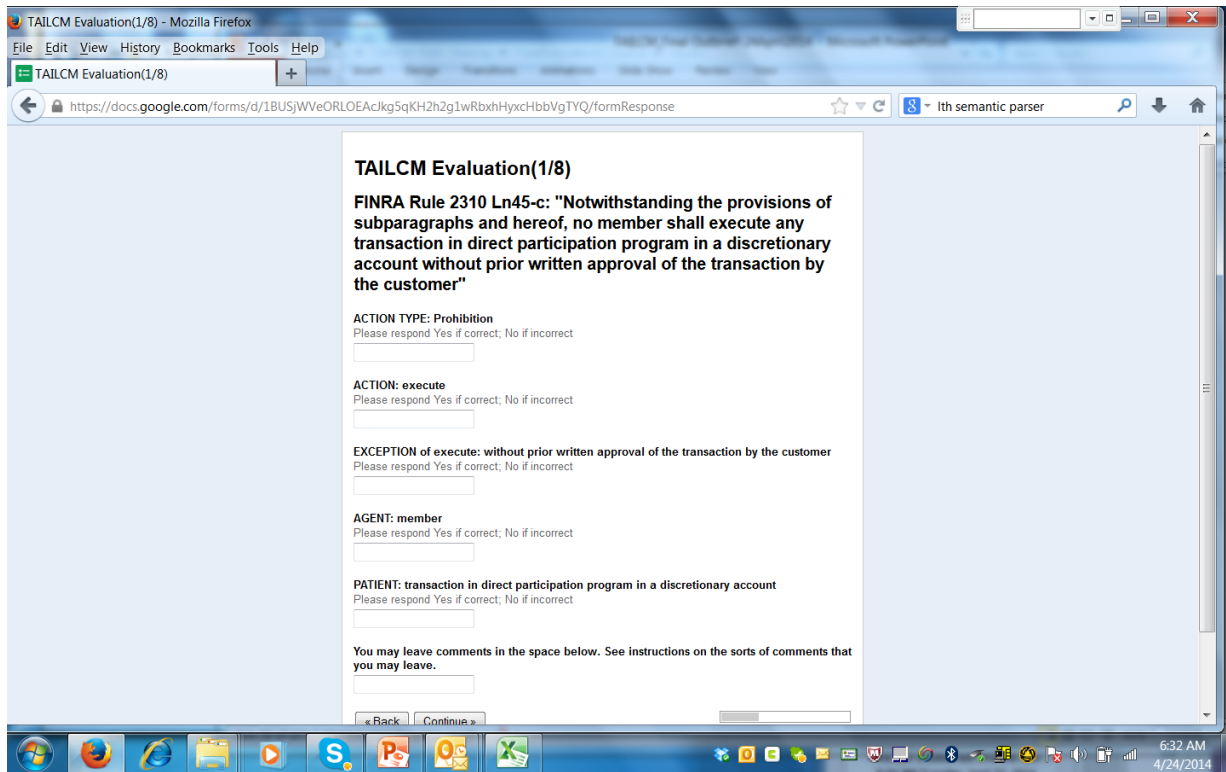 TAILCM Evaluation(1/8) - Mozilla Firefox
File Edit View History Bookmarks Tools Help
TAILCM Evaluation(1/8)
https://docs.google.com/forms/d/1BUSjWVeORLOEAcJkg5qKH2h2g1wRbxhHyxcHbbVgTYQ/formResponse
lth semantic parser
TAILCM Evaluation(1/8)
FINRA Rule 2310 Ln45-c: "Notwithstanding the provisions of
subparagraphs and hereof, no member shall execute any
transaction in direct participation program in a discretionary
account without prior written approval of the transaction by
the customer"
ACTION TYPE: Prohibition
Please respond Yes if correct; No if incorrect
ACTION: execute
Please respond Yes if correct; No if incorrect
EXCEPTION of execute: without prior written approval of the transaction by the customer
Please respond Yes if correct; No if incorrect
AGENT: member
Please respond Yes if correct; No if incorrect
PATIENT: transaction in direct participation program in a discretionary account
Please respond Yes if correct; No if incorrect
You may leave comments in the space below. See instructions on the sorts of comments that
you may leave.
« Back Continue »
6:32 AM
4/24/2014